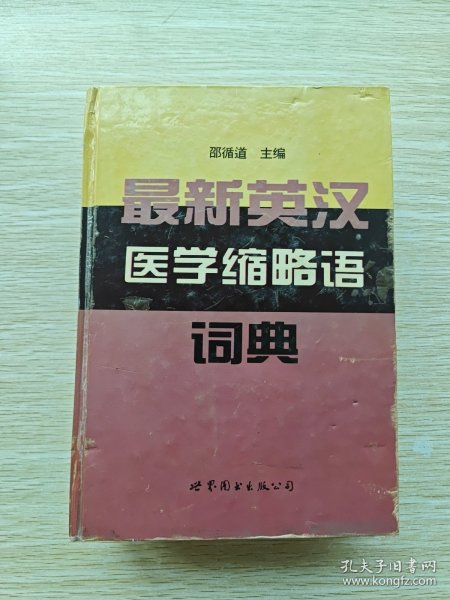 邵循道 主编
最新英汉
医学缩略语
词典
世界图书出版公司
孔夫子旧书网
www.kongfz.com